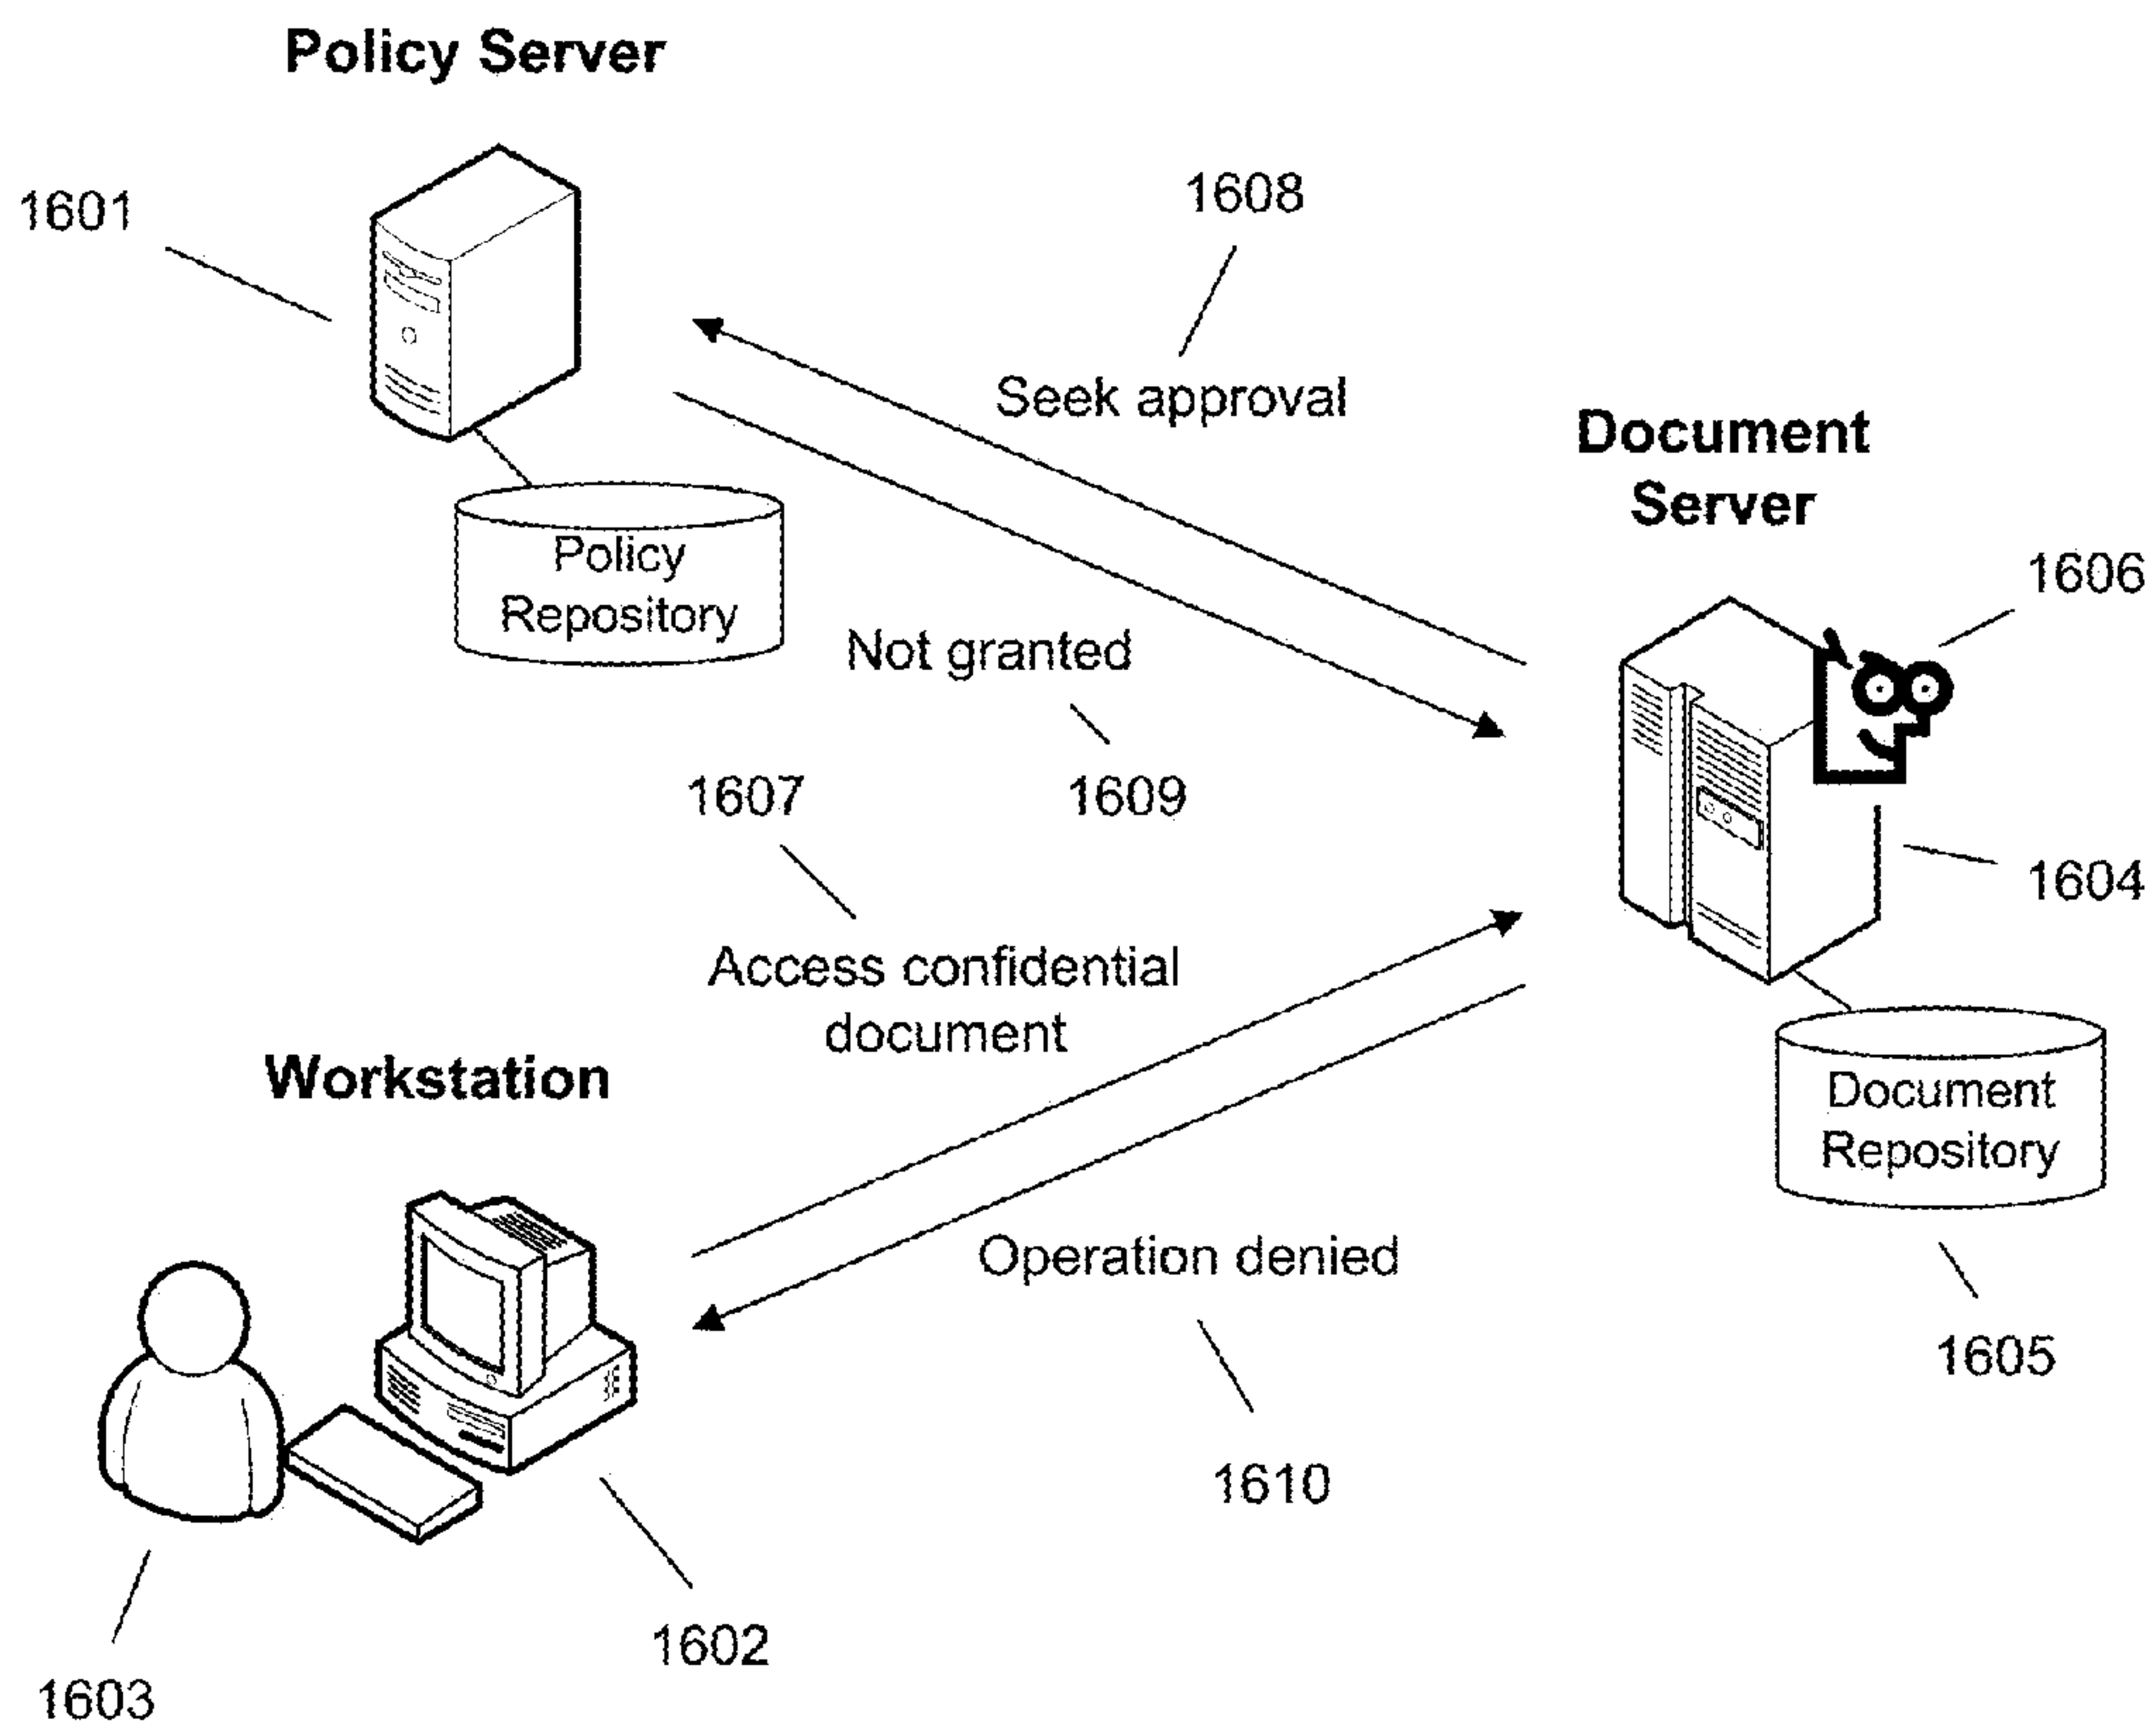 Policy Server
1601
1608
Seek approval
Document
Server
1606
Policy
Repository
Not granted
1607
1609
1604
Access confidential
document
Workstation
Document
Repository
Operation denied
1605
1610
1602
1603